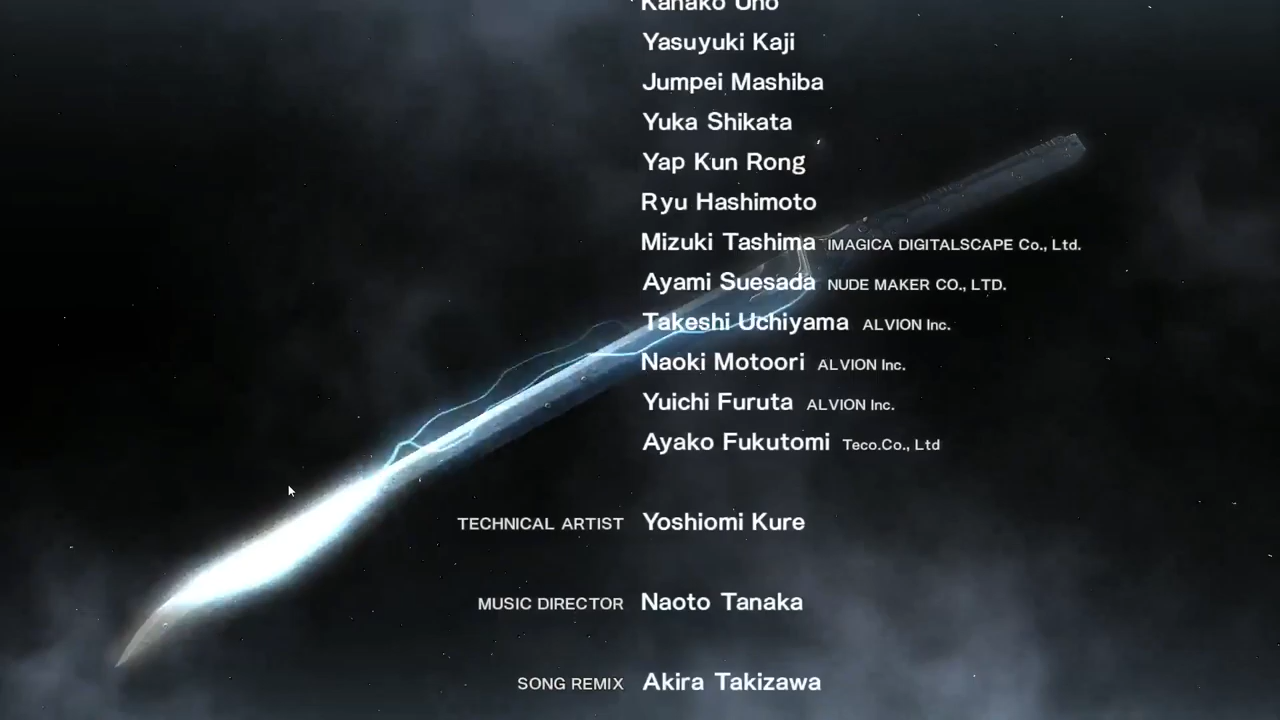 Kanako Uno
Yasuyuki Kaji
Jumpei Mashiba
Yuka Shikata
Yap Kun Rong
Ryu Hashimoto
Mizuki Tashima IMAGICA DIGITALSCAPE Co., Ltd.
Ayami Suesada NUDE MAKER CO., LTD.
Takeshi Uchiyama ALVION Inc.
Naoki Motoori ALVION Inc.
Yuichi Furuta ALVION Inc.
Ayako Fukutomi Teco.Co., Ltd
TECHNICAL ARTIST Yoshiomi Kure
MUSIC DIRECTOR Naoto Tanaka
SONG REMIX Akira Takizawa